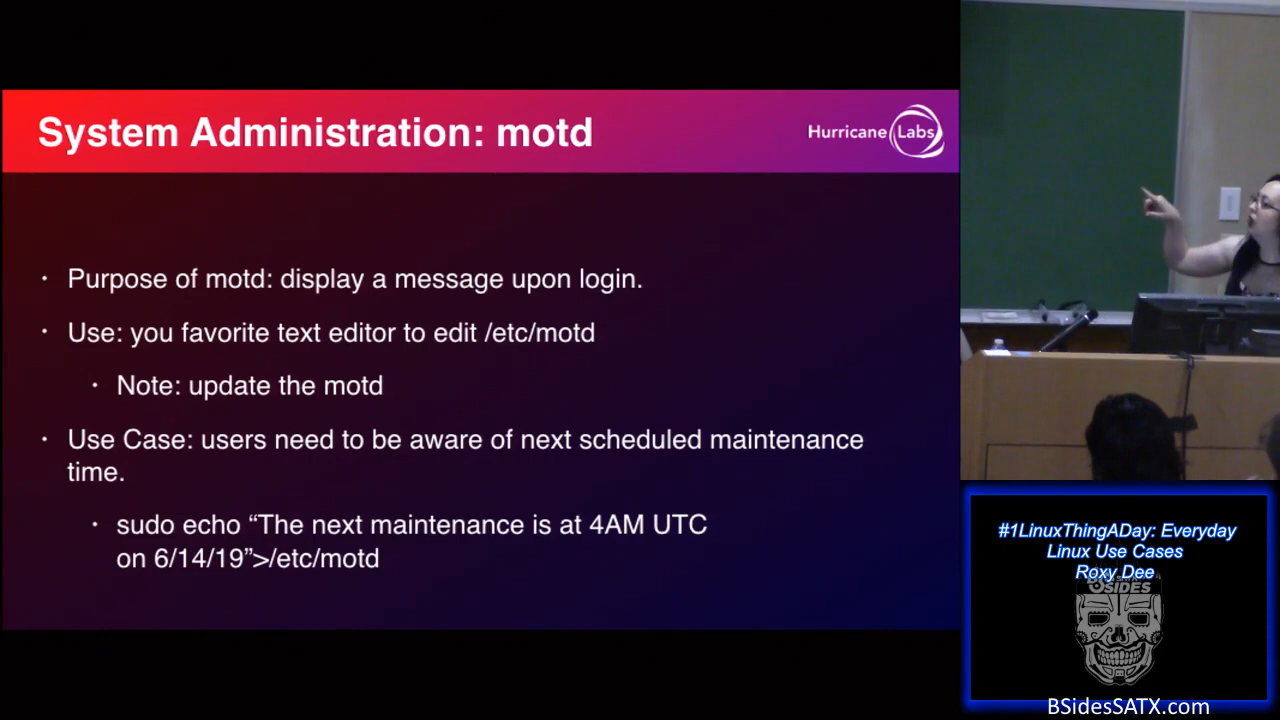 System Administration: motd
Hurricane Labs
· Purpose of motd: display a message upon login.
· Use: you favorite text editor to edit /etc/motd
· Note: update the motd
· Use Case: users need to be aware of next scheduled maintenance
time.
· sudo echo “The next maintenance is at 4AM UTC
on 6/14/19”>/etc/motd
#1LinuxThingADay: Everyday
Linux Use Cases
Roxy Dee
BSIDES
BSidesSATX.com